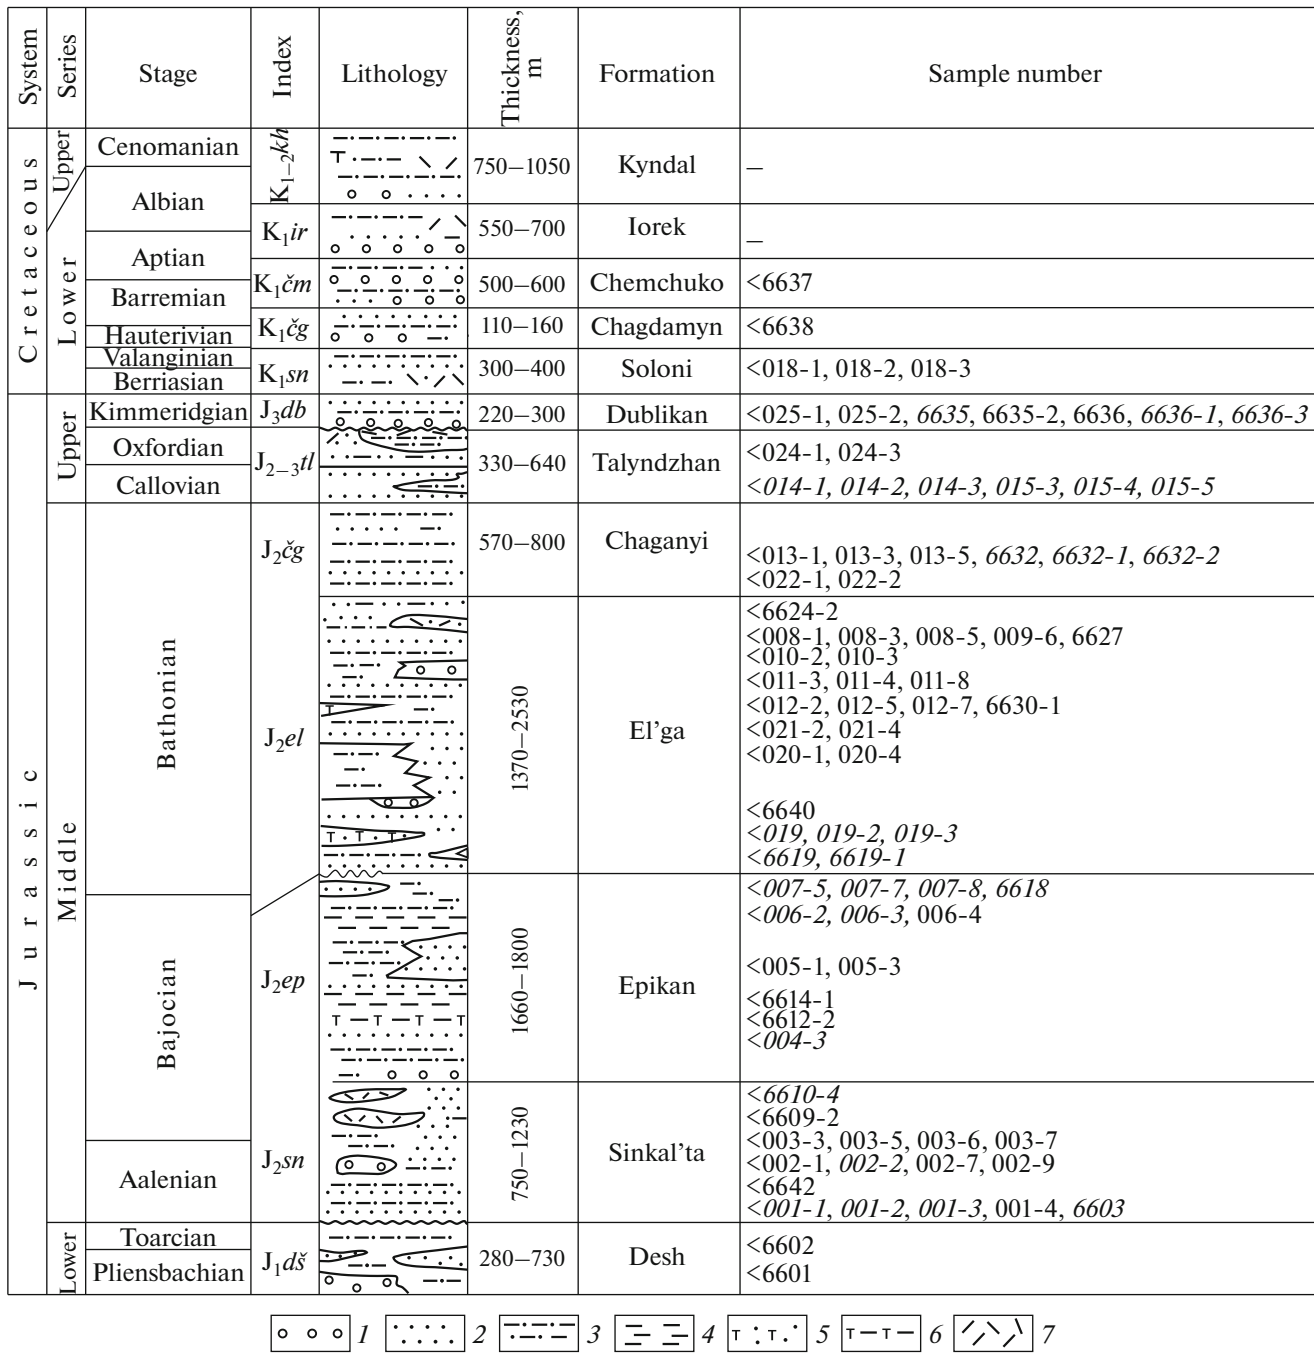 System Series Stage Index Lithology Thickness, m Formation Sample number
Cretaceous
Upper
Lower
Cenomanian
Albian
Aptian
Barremian
Hauterivian
Valanginian
Berriasian
K1–2kh 750–1050 Kyndal –
K1ir 550–700 Iorek –
K1čm 500–600 Chemchuko <6637
K1čg 110–160 Chagdamyn <6638
K1sn 300–400 Soloni <018-1, 018-2, 018-3
Jurassic
Upper
Kimmeridgian J3db 220–300 Dublikan <025-1, 025-2, 6635, 6635-2, 6636, 6636-1, 6636-3
Oxfordian
Callovian
J2–3tl 330–640 Talyndzhan
<024-1, 024-3
<014-1, 014-2, 014-3, 015-3, 015-4, 015-5
Middle
Bathonian
J2čg 570–800 Chaganyi
<013-1, 013-3, 013-5, 6632, 6632-1, 6632-2
<022-1, 022-2
J2el 1370–2530 El’ga
<6624-2
<008-1, 008-3, 008-5, 009-6, 6627
<010-2, 010-3
<011-3, 011-4, 011-8
<012-2, 012-5, 012-7, 6630-1
<021-2, 021-4
<020-1, 020-4
<6640
<019, 019-2, 019-3
<6619, 6619-1
Bajocian
J2ep 1660–1800 Epikan
<007-5, 007-7, 007-8, 6618
<006-2, 006-3, 006-4
<005-1, 005-3
<6614-1
<6612-2
<004-3
Aalenian
J2sn 750–1230 Sinkal’ta
<6610-4
<6609-2
<003-3, 003-5, 003-6, 003-7
<002-1, 002-2, 002-7, 002-9
<6642
<001-1, 001-2, 001-3, 001-4, 6603
Lower
Toarcian
Pliensbachian
J1dš 280–730 Desh
<6602
<6601
1 2 3 4 5 6 7